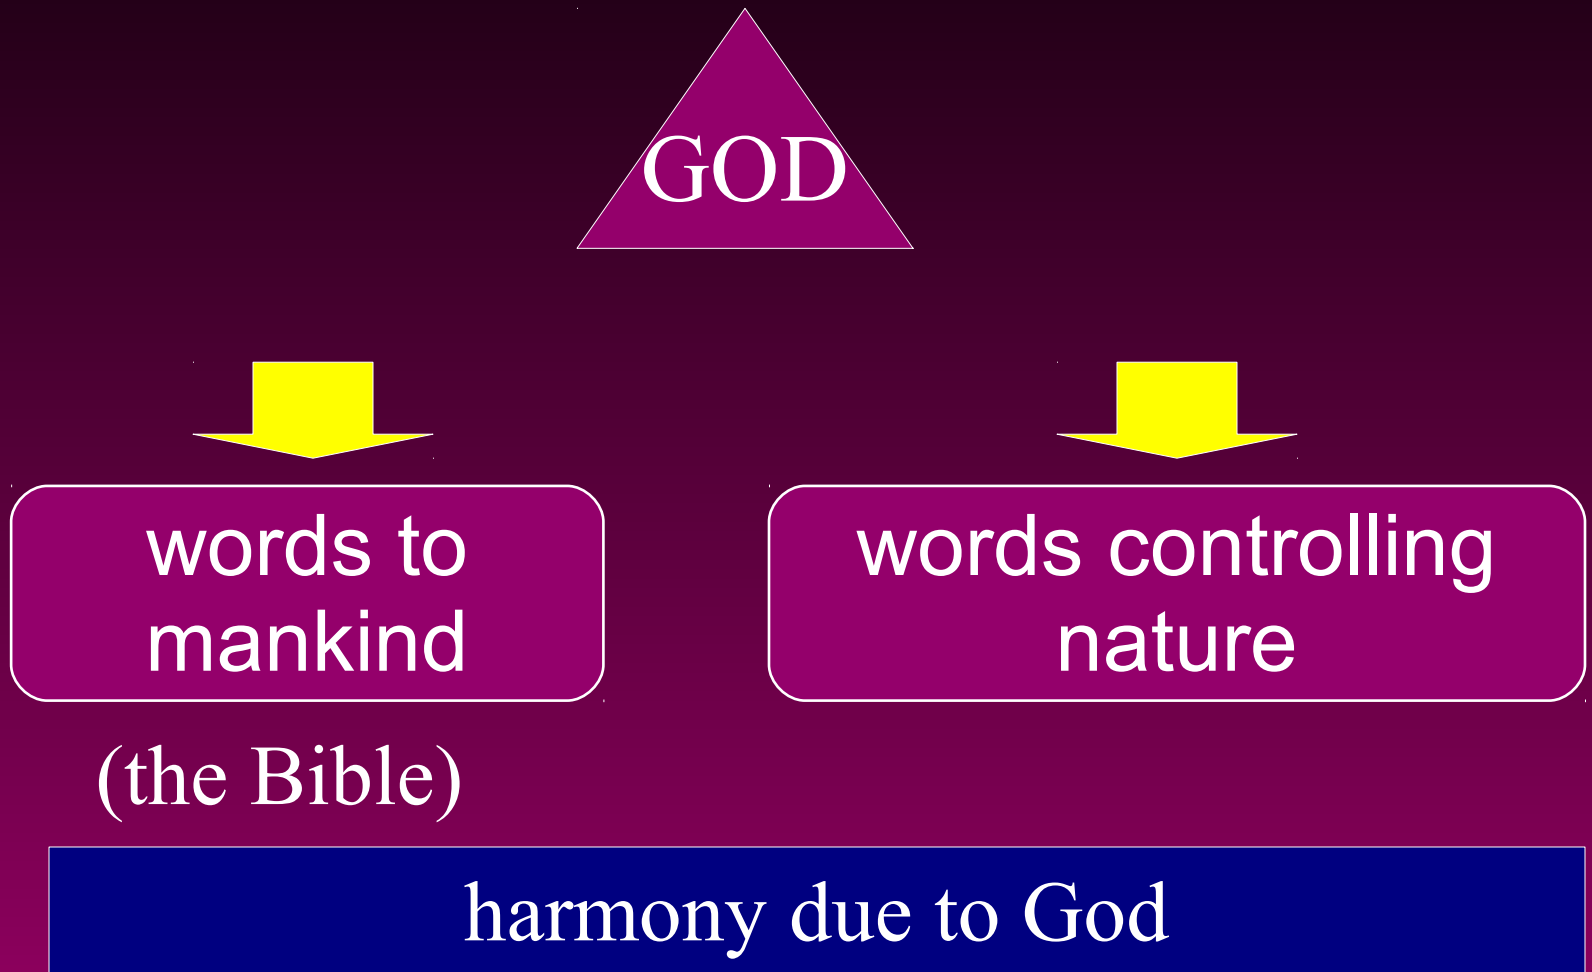 GOD
words to
mankind
words controlling
nature
(the Bible)
harmony due to God